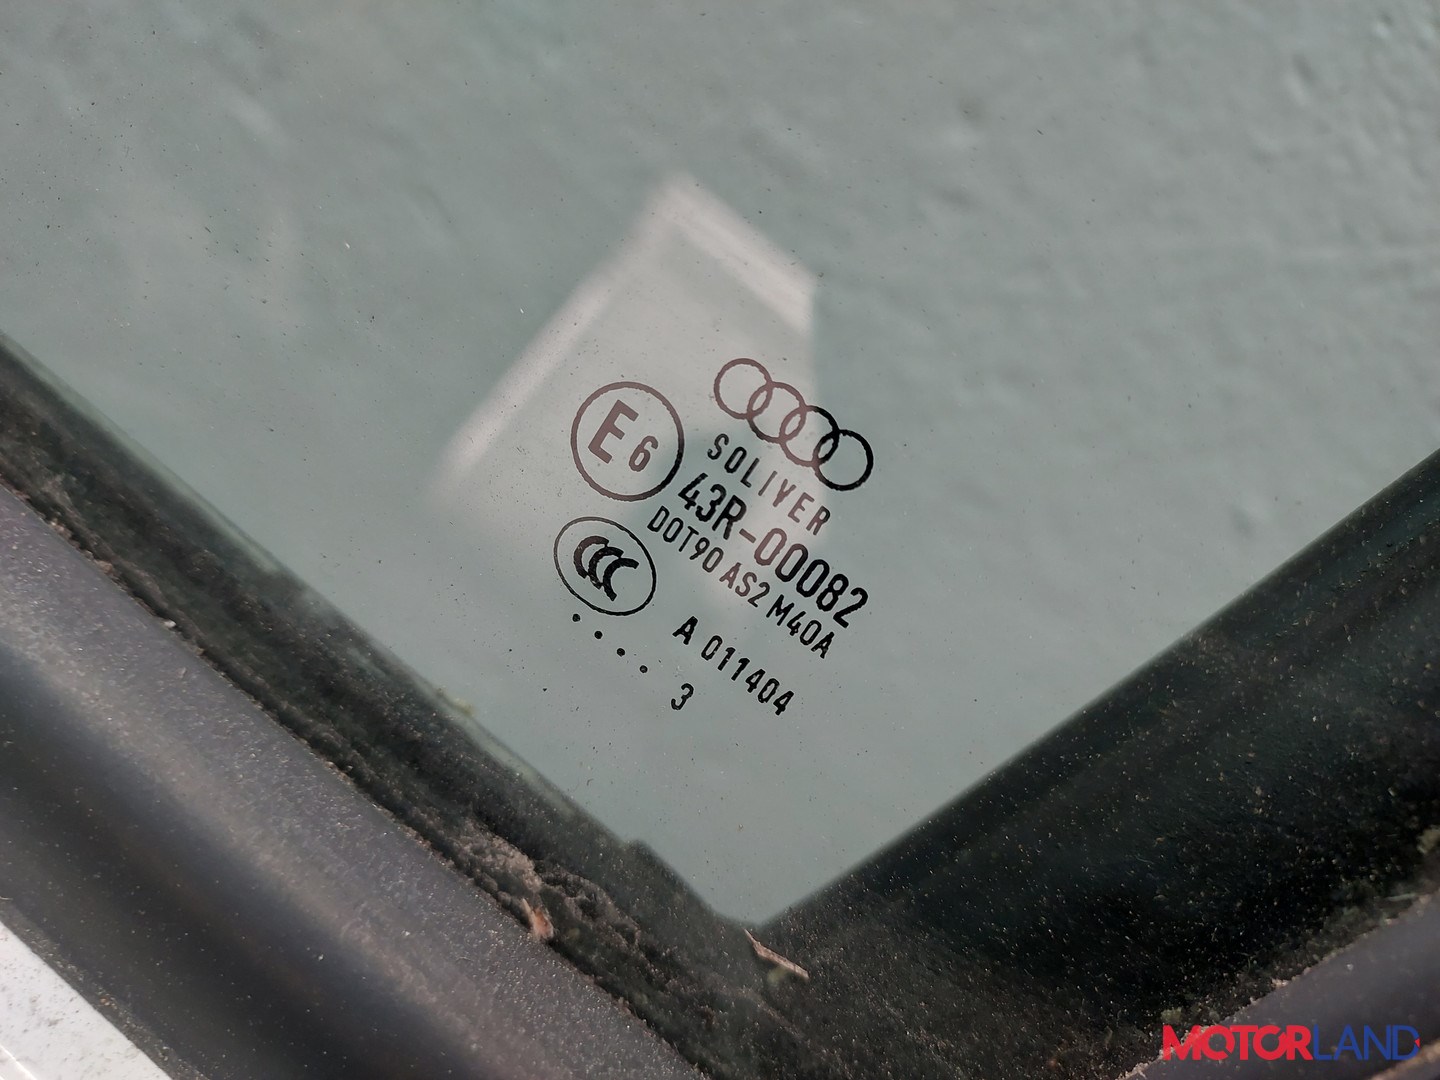 E6
SOLIVER
43R-00082
DOT90 AS2 M40A
CCC
A 011404
. . . .
3
MOTORLAND